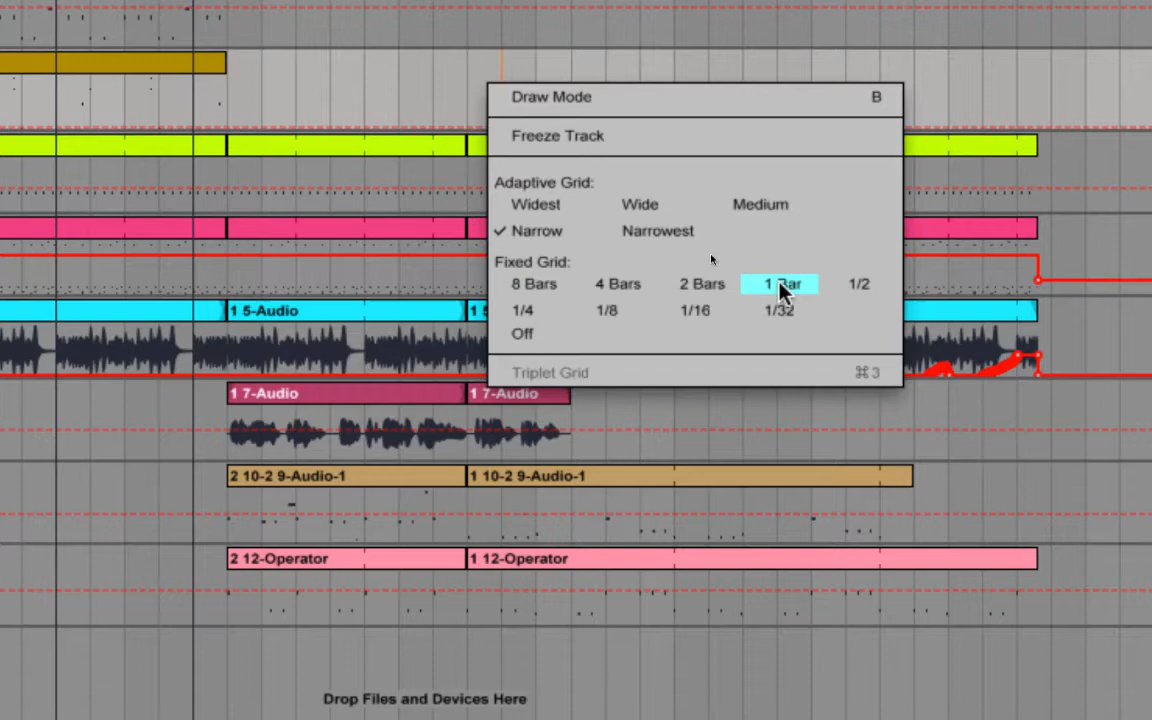 Draw Mode B
Freeze Track
Adaptive Grid:
Widest Wide Medium
✓ Narrow Narrowest
Fixed Grid:
8 Bars 4 Bars 2 Bars 1 Bar 1/2
1/4 1/8 1/16 1/32
Off
1 5-Audio 1
Triplet Grid ⌘3
1 7-Audio 1 7-Audio
2 10-2 9-Audio-1 1 10-2 9-Audio-1
2 12-Operator 1 12-Operator
Drop Files and Devices Here